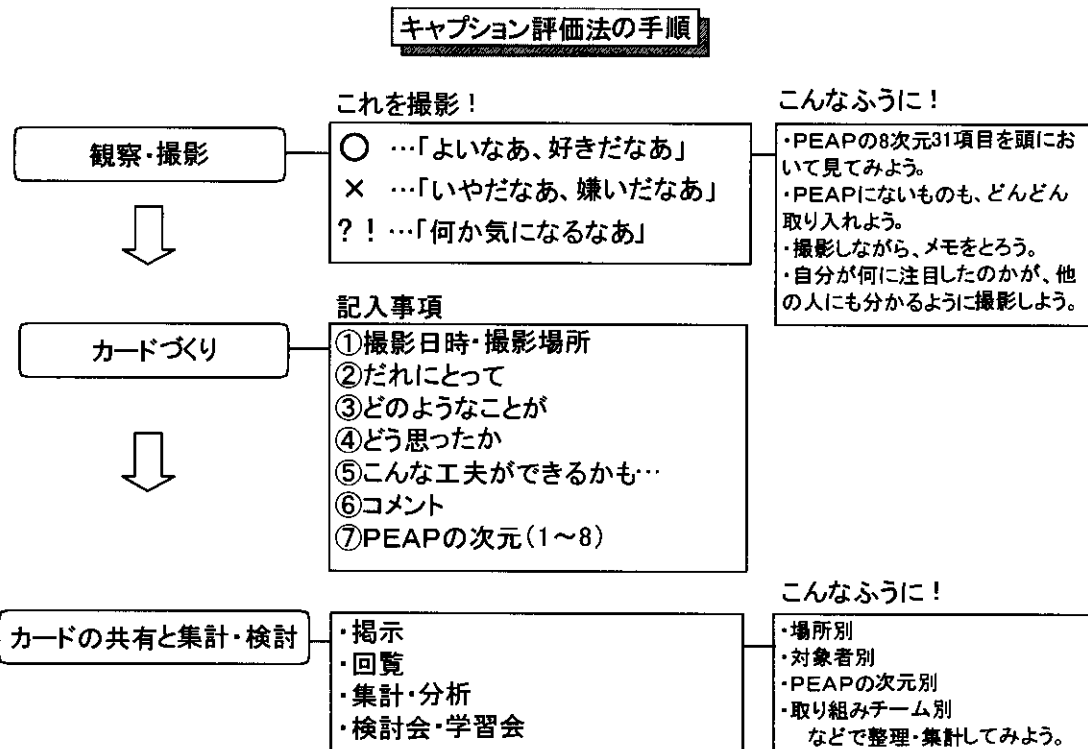 キャプション評価法の手順
これを撮影！
こんなふうに！
観察・撮影
○ …「よいなあ、好きだなあ」
× …「いやだなあ、嫌いだなあ」
？！…「何か気になるなあ」
・PEAPの8次元31項目を頭にお
いて見てみよう。
・PEAPにないものも、どんどん
取り入れよう。
・撮影しながら、メモをとろう。
・自分が何に注目したのかが、他
の人にも分かるように撮影しよう。
記入事項
カードづくり
①撮影日時・撮影場所
②だれにとって
③どのようなことが
④どう思ったか
⑤こんな工夫ができるかも…
⑥コメント
⑦PEAPの次元（1～8）
こんなふうに！
カードの共有と集計・検討
・掲示
・回覧
・集計・分析
・検討会・学習会
・場所別
・対象者別
・PEAPの次元別
・取り組みチーム別
などで整理・集計してみよう。